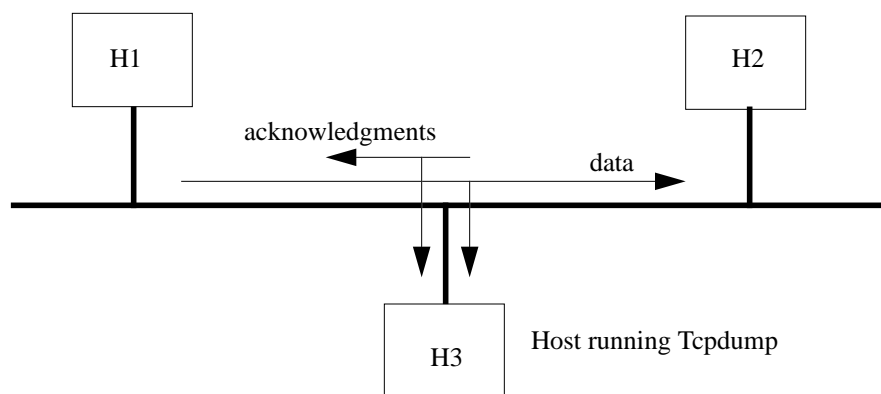 H1
H2
acknowledgments
data
H3
Host running Tcpdump